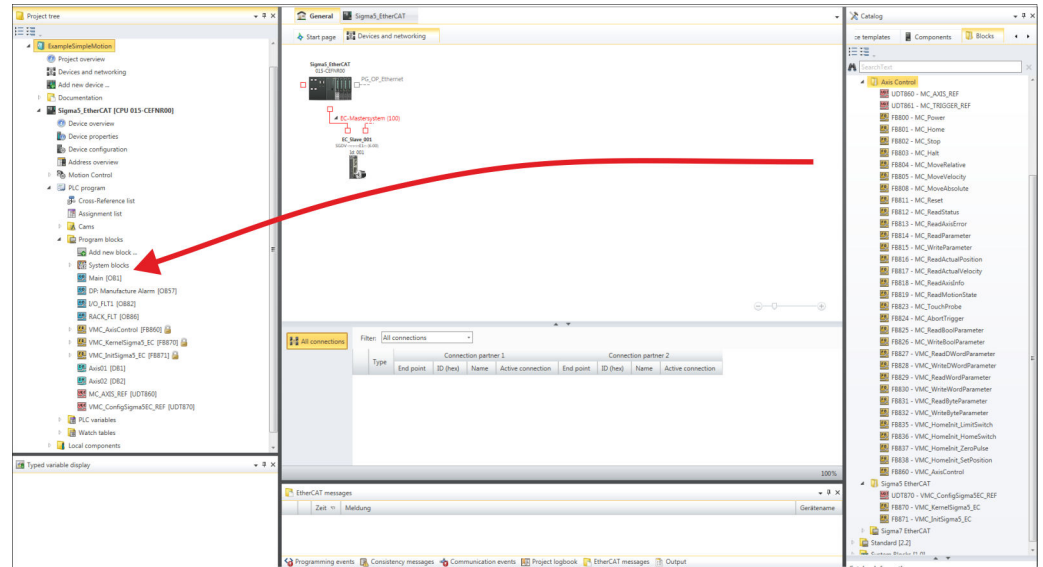 Project tree
ExampleSimpleMotion
Project overview
Devices and networking
Add new device ...
Documentation
Sigma5_EtherCAT [CPU 015-CEFNR00]
Device overview
Device properties
Device configuration
Address overview
Motion Control
PLC program
Cross-Reference list
Assignment list
Cams
Program blocks
Add new block ...
System blocks
Main [OB1]
DP: Manufacture Alarm [OB57]
I/O_FLT1 [OB82]
RACK_FLT [OB86]
VMC_AxisControl [FB860]
VMC_KernelSigma5_EC [FB870]
VMC_InitSigma5_EC [FB871]
Axis01 [DB1]
Axis02 [DB2]
MC_AXIS_REF [UDT860]
VMC_ConfigSigma5EC_REF [UDT870]
PLC variables
Watch tables
Local components
Typed variable display
General Sigma5_EtherCAT
Start page Devices and networking
Sigma5_EtherCAT
015-CEFNR00
PG_OP_Ethernet
EC-Mastersystem (100)
EC_Slave_001
All connections
Filter: All connections
Connection partner 1 Connection partner 2
Type End point ID (hex) Name Active connection End point ID (hex) Name Active connection
100%
EtherCAT messages
Zeit Meldung Gerätename
Programming events Consistency messages Communication events Project logbook EtherCAT messages Output
Catalog
templates Components Blocks
SearchText
Axis Control
UDT860 - MC_AXIS_REF
UDT861 - MC_TRIGGER_REF
FB800 - MC_Power
FB801 - MC_Home
FB802 - MC_Stop
FB803 - MC_Halt
FB804 - MC_MoveRelative
FB805 - MC_MoveVelocity
FB808 - MC_MoveAbsolute
FB811 - MC_Reset
FB812 - MC_ReadStatus
FB813 - MC_ReadAxisError
FB814 - MC_ReadParameter
FB815 - MC_WriteParameter
FB816 - MC_ReadActualPosition
FB817 - MC_ReadActualVelocity
FB818 - MC_ReadAxisInfo
FB819 - MC_ReadMotionState
FB823 - MC_TouchProbe
FB824 - MC_AbortTrigger
FB825 - MC_ReadBoolParameter
FB826 - MC_WriteBoolParameter
FB827 - VMC_ReadDWordParameter
FB828 - VMC_WriteDWordParameter
FB829 - VMC_ReadWordParameter
FB830 - VMC_WriteWordParameter
FB831 - VMC_ReadByteParameter
FB832 - VMC_WriteByteParameter
FB835 - VMC_HomeInit_LimitSwitch
FB836 - VMC_HomeInit_HomeSwitch
FB837 - VMC_HomeInit_ZeroPulse
FB838 - VMC_HomeInit_SetPosition
FB860 - VMC_AxisControl
Sigma5 EtherCAT
UDT870 - VMC_ConfigSigma5EC_REF
FB870 - VMC_KernelSigma5_EC
FB871 - VMC_InitSigma5_EC
Sigma7 EtherCAT
Standard [2.2]